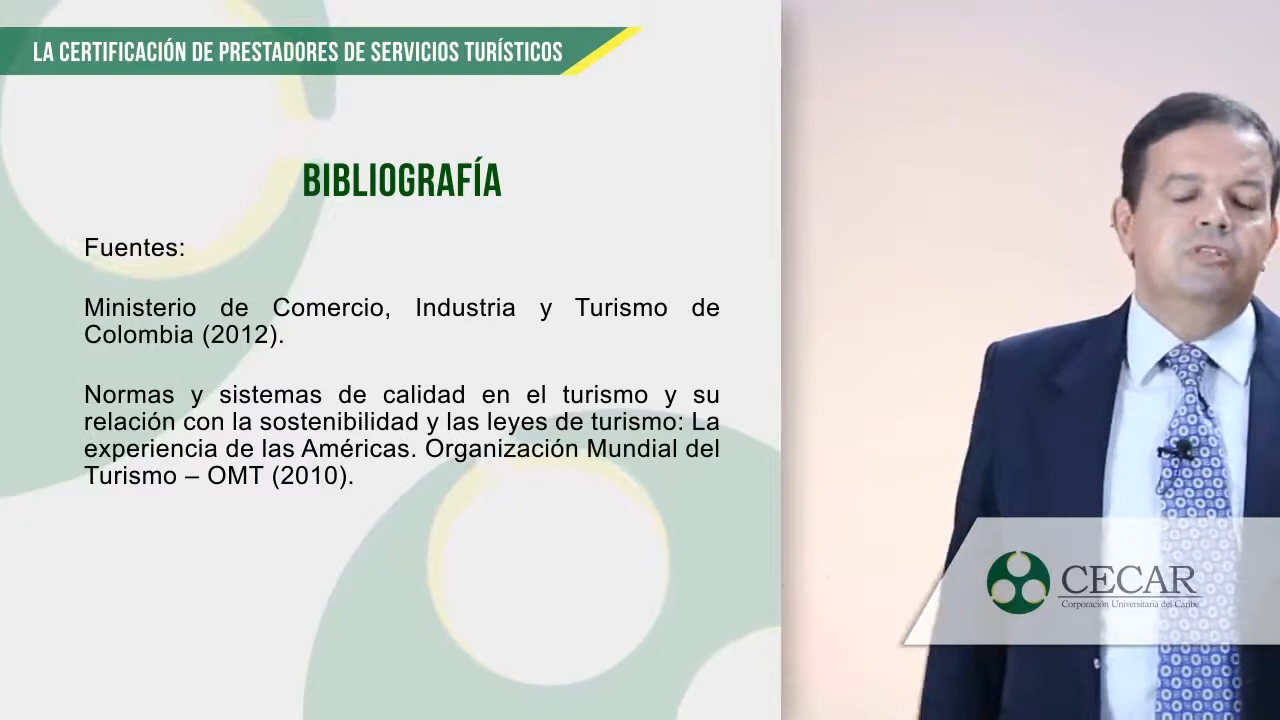 LA CERTIFICACIÓN DE PRESTADORES DE SERVICIOS TURÍSTICOS
BIBLIOGRAFÍA
Fuentes:
Ministerio de Comercio, Industria y Turismo de
Colombia (2012).
Normas y sistemas de calidad en el turismo y su
relación con la sostenibilidad y las leyes de turismo: La
experiencia de las Américas. Organización Mundial del
Turismo – OMT (2010).
CECAR
Corporación Universitaria del Caribe